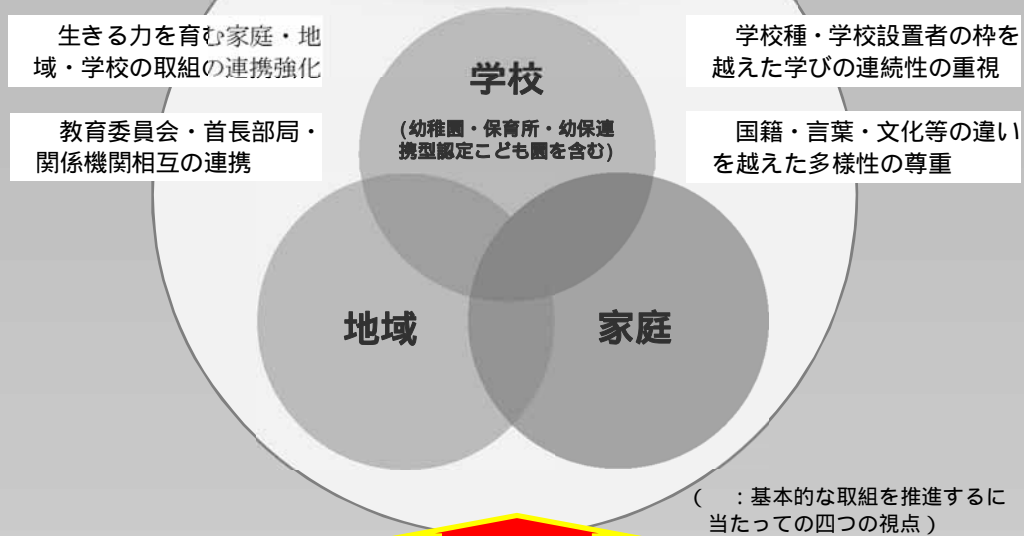 生きる力を育む家庭・地
域・学校の取組の連携強化
教育委員会・首長部局・
関係機関相互の連携
学校種・学校設置者の枠を
越えた学びの連続性の重視
国籍・言葉・文化等の違い
を越えた多様性の尊重
学校
(幼稚園・保育所・幼保連
携型認定こども園を含む)
地域
家庭
(　：基本的な取組を推進するに
当たっての四つの視点)